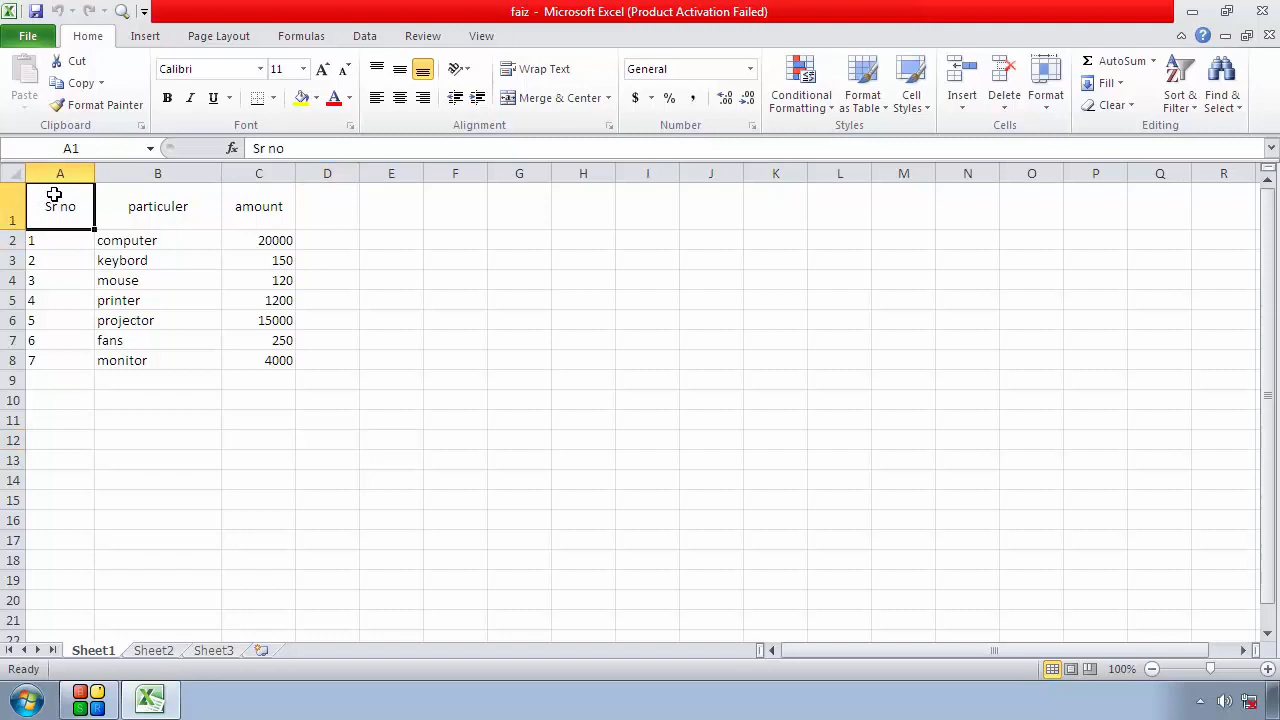 faiz - Microsoft Excel (Product Activation Failed)
File Home Insert Page Layout Formulas Data Review View
Paste Cut Copy Format Painter Clipboard
Calibri 11 B I U Font
Wrap Text Merge & Center Alignment
General $ % , Number
Conditional Formatting Format as Table Cell Styles Styles
Insert Delete Format Cells
Σ AutoSum Fill Clear Sort & Filter Find & Select Editing
A1 fx Sr no
A B C D E F G H I J K L M N O P Q R
1 Sr no particuler amount
2 1 computer 20000
3 2 keybord 150
4 3 mouse 120
5 4 printer 1200
6 5 projector 15000
7 6 fans 250
8 7 monitor 4000
9
10
11
12
13
14
15
16
17
18
19
20
21
22
Sheet1 Sheet2 Sheet3
Ready 100%